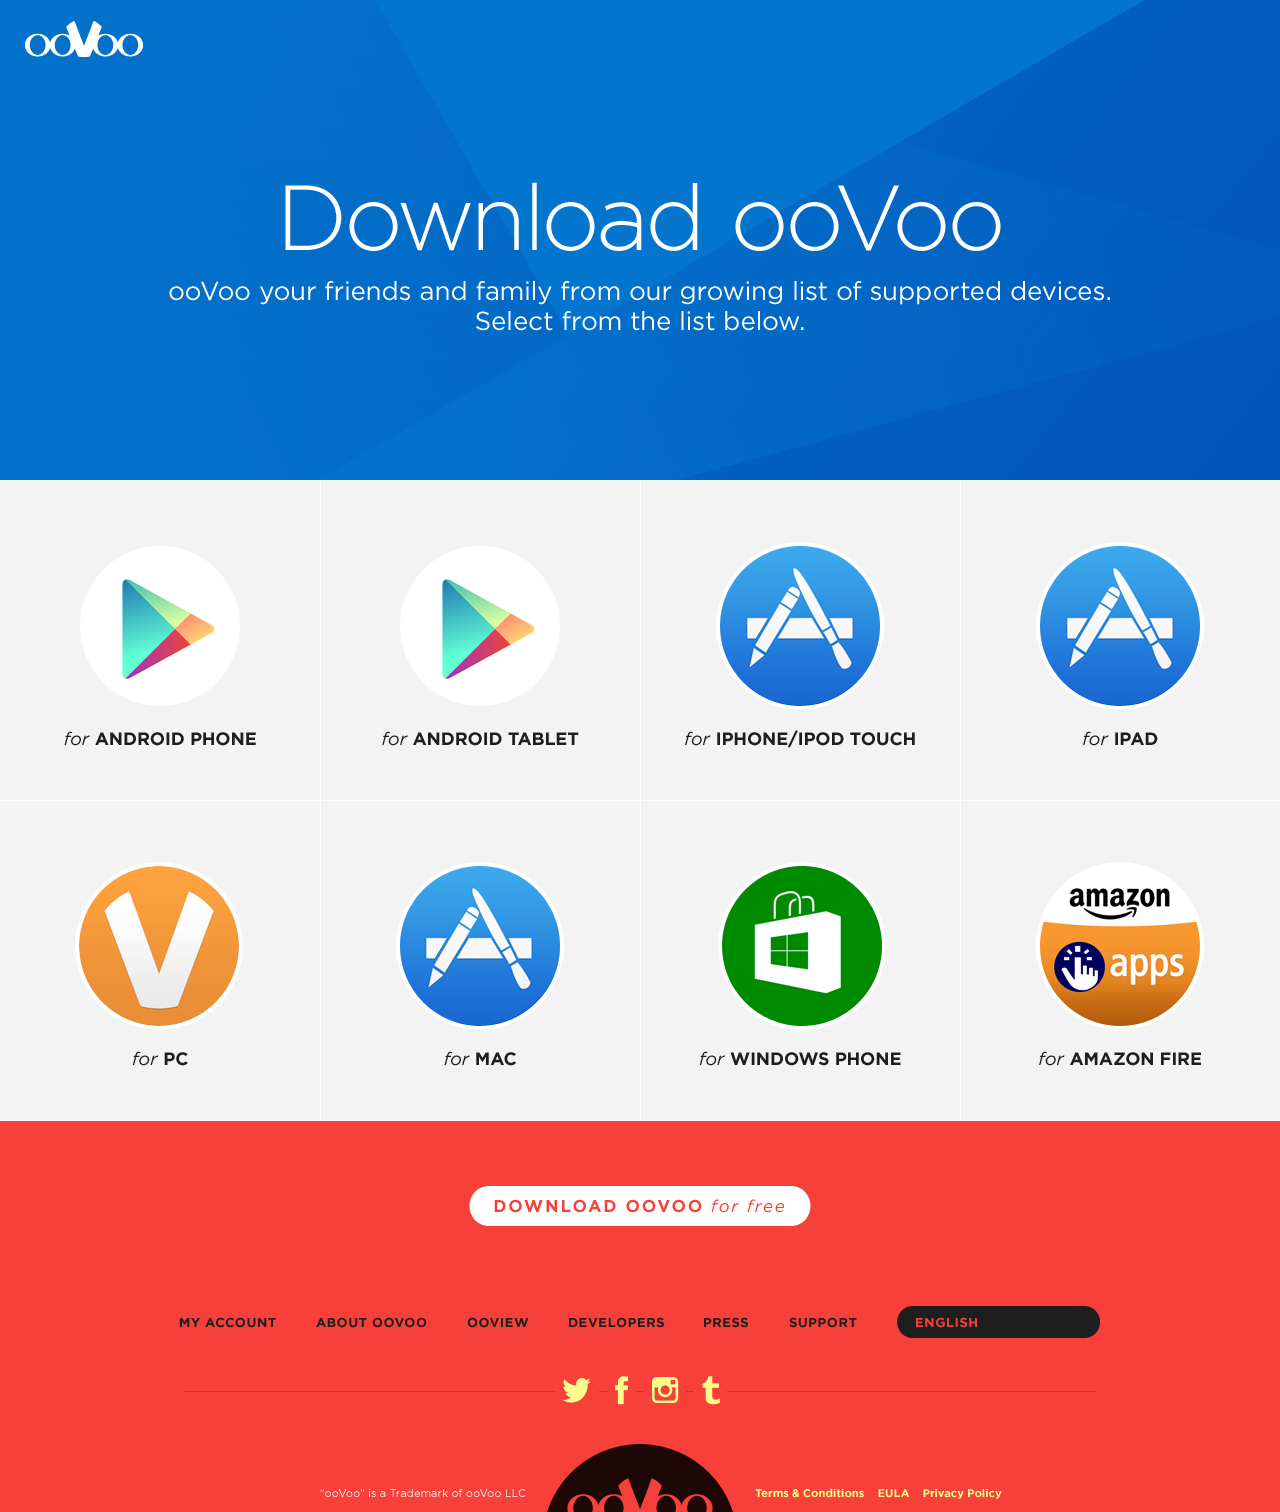 ooVoo
Download ooVoo
ooVoo your friends and family from our growing list of supported devices.
Select from the list below.
for ANDROID PHONE
for ANDROID TABLET
for IPHONE/IPOD TOUCH
for IPAD
V
amazon
apps
for PC
for MAC
for WINDOWS PHONE
for AMAZON FIRE
DOWNLOAD OOVOO for free
MY ACCOUNT
ABOUT OOVOO
OOVIEW
DEVELOPERS
PRESS
SUPPORT
ENGLISH
"ooVoo" is a Trademark of ooVoo LLC
ooVoo
Terms & Conditions
EULA
Privacy Policy